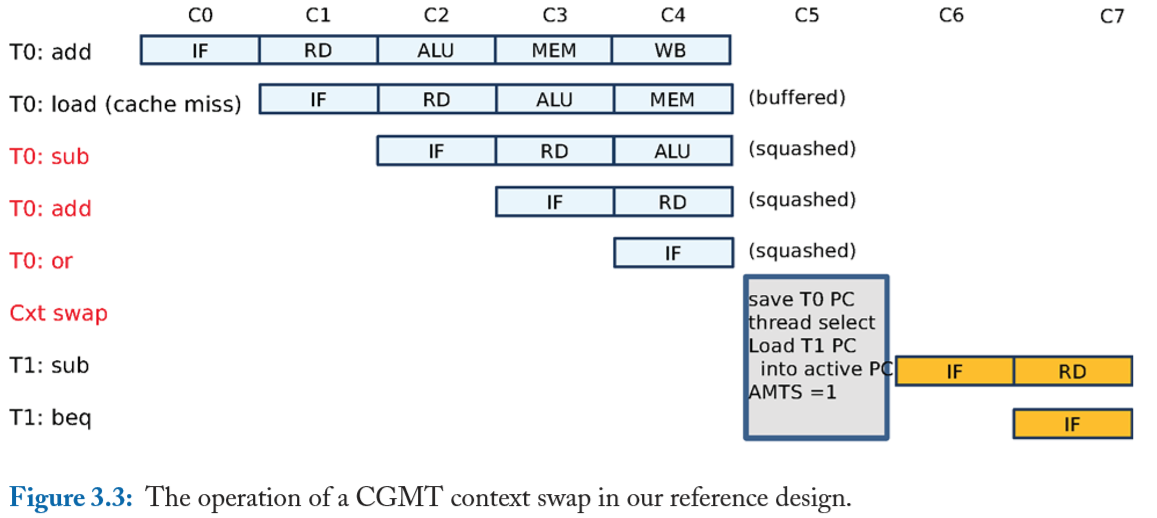 C0 C1 C2 C3 C4 C5 C6 C7
T0: add IF RD ALU MEM WB
T0: load (cache miss) IF RD ALU MEM (buffered)
T0: sub IF RD ALU (squashed)
T0: add IF RD (squashed)
T0: or IF (squashed)
Cxt swap
save T0 PC
thread select
Load T1 PC
into active PC
AMTS =1
T1: sub IF RD
T1: beq IF
Figure 3.3: The operation of a CGMT context swap in our reference design.